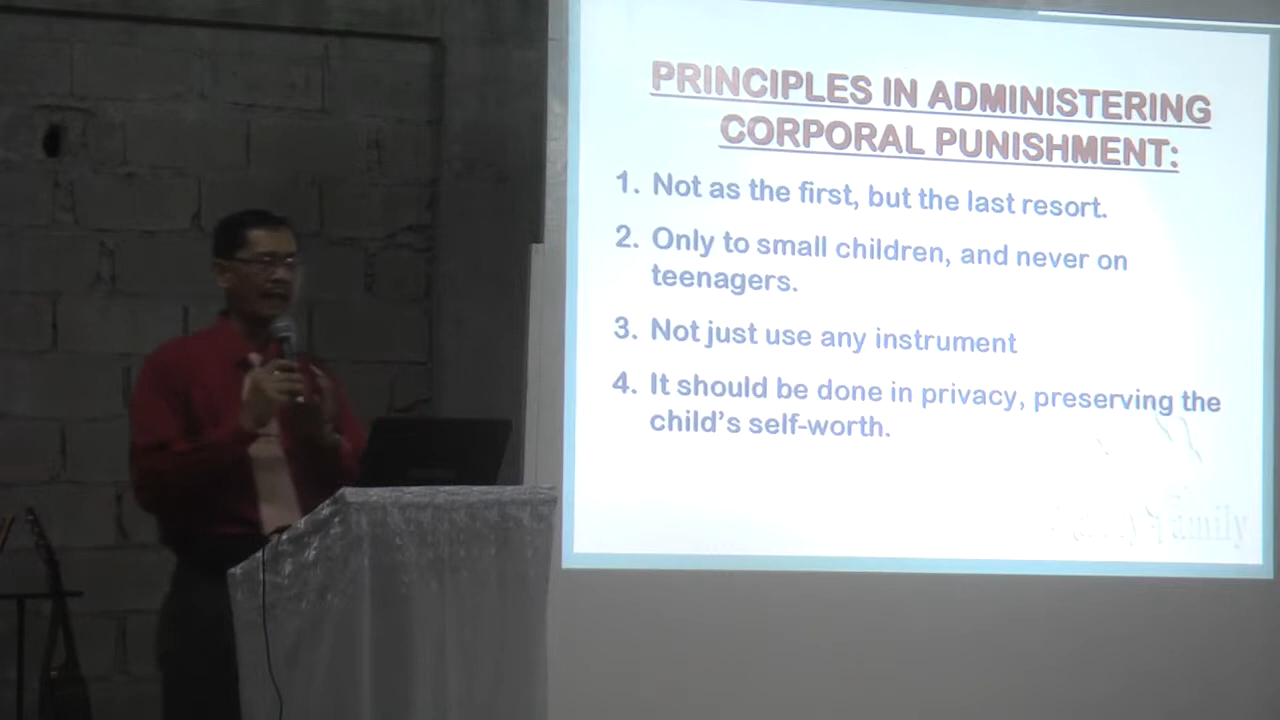 PRINCIPLES IN ADMINISTERING
CORPORAL PUNISHMENT:
1. Not as the first, but the last resort.
2. Only to small children, and never on
teenagers.
3. Not just use any instrument
4. It should be done in privacy, preserving the
child's self-worth.
Family